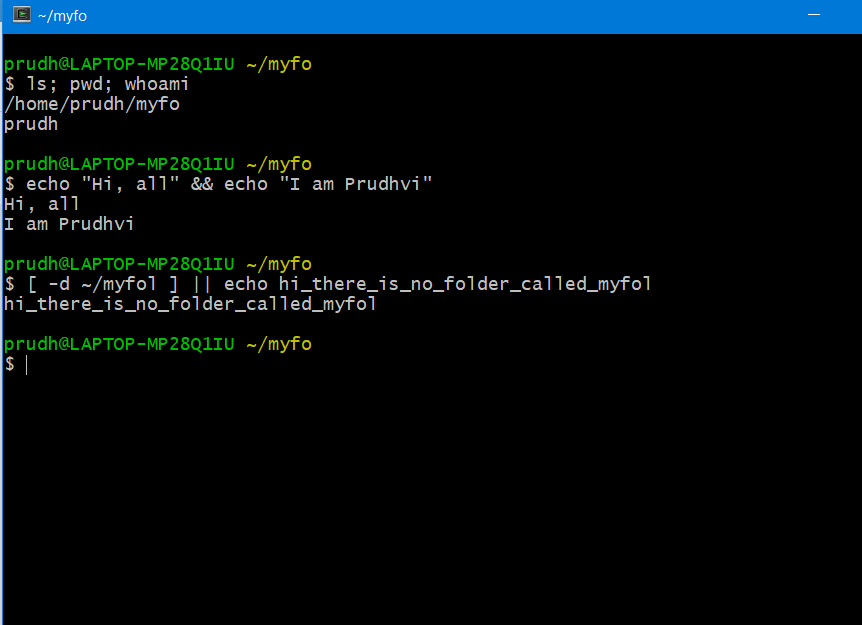 ~/myfo
prudh@LAPTOP-MP28Q1IU ~/myfo
$ ls; pwd; whoami
/home/prudh/myfo
prudh
prudh@LAPTOP-MP28Q1IU ~/myfo
$ echo "Hi, all" && echo "I am Prudhvi"
Hi, all
I am Prudhvi
prudh@LAPTOP-MP28Q1IU ~/myfo
$ [ -d ~/myfol ] || echo hi_there_is_no_folder_called_myfol
hi_there_is_no_folder_called_myfol
prudh@LAPTOP-MP28Q1IU ~/myfo
$